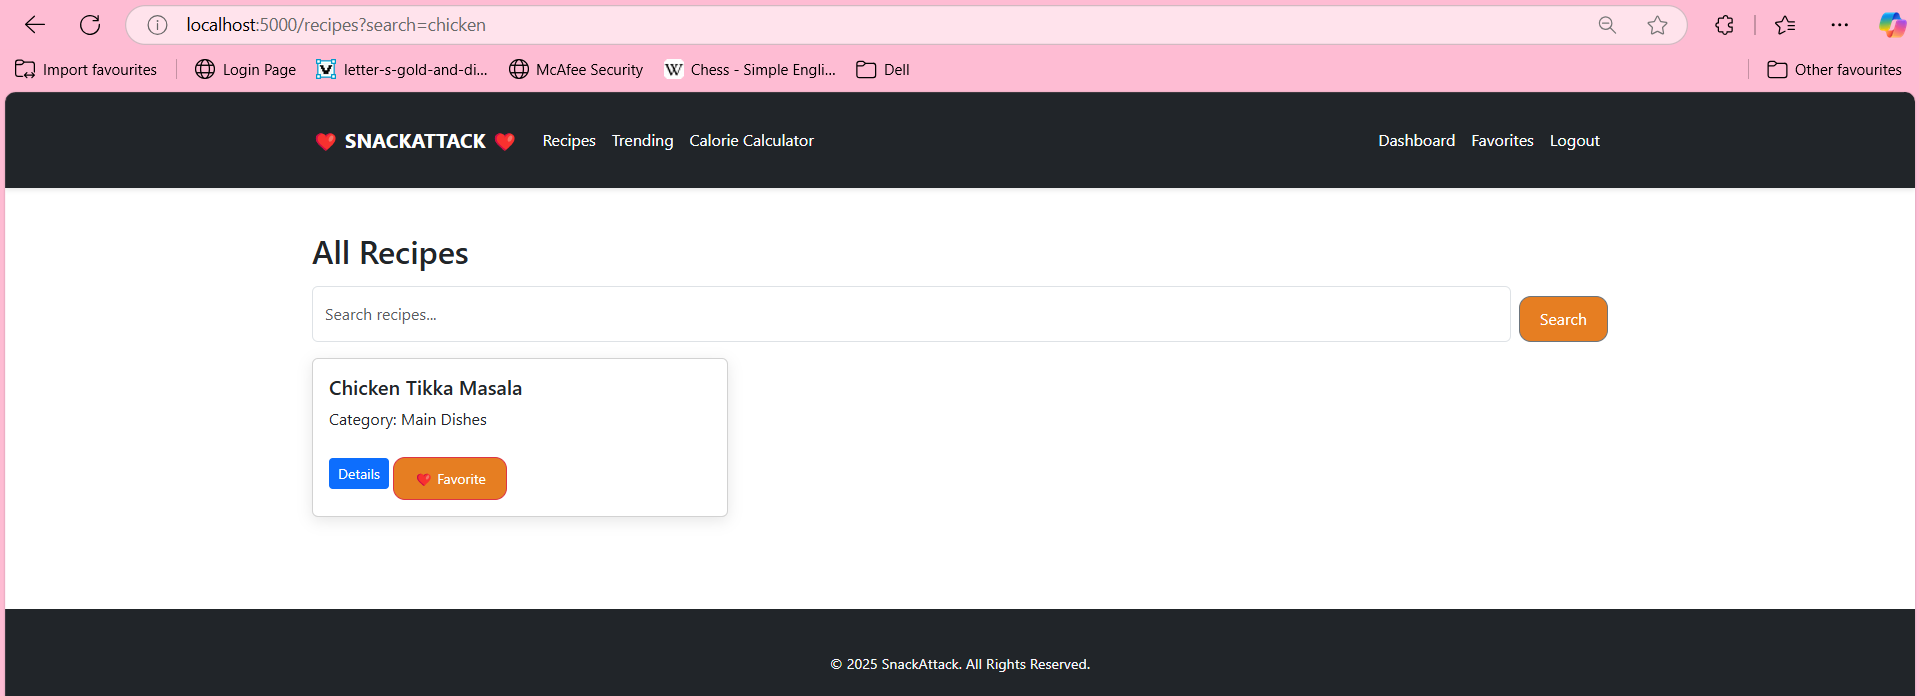 localhost:5000/recipes?search=chicken
Import favourites Login Page letter-s-gold-and-di... McAfee Security Chess - Simple Engli... Dell Other favourites
❤️ SNACKATTACK ❤️ Recipes Trending Calorie Calculator Dashboard Favorites Logout
All Recipes
Search recipes... Search
Chicken Tikka Masala
Category: Main Dishes
Details ❤️ Favorite
© 2025 SnackAttack. All Rights Reserved.